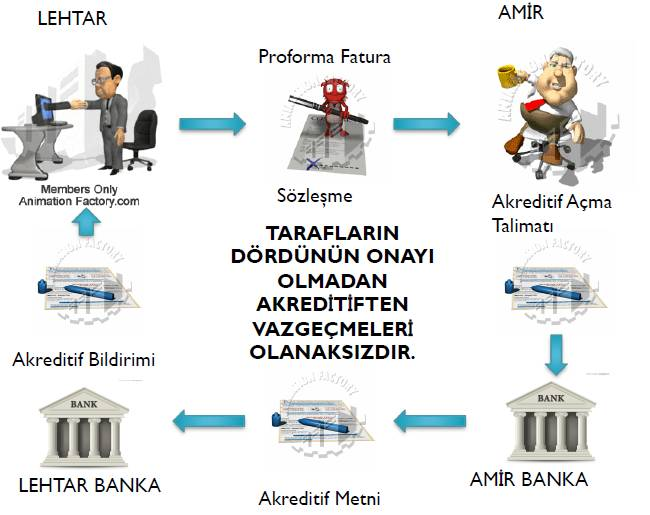 LEHTAR
AMİR
Proforma Fatura
Members Only
Animation Factory.com
Sözleşme
Akreditif Açma
Talimatı
TARAFLARIN
DÖRDÜNÜN ONAYI
OLMADAN
AKREDİTİFTEN
VAZGEÇMELERİ
OLANAKSIZDIR.
Akreditif Bildirimi
BANK
BANK
LEHTAR BANKA
AMİR BANKA
Akreditif Metni